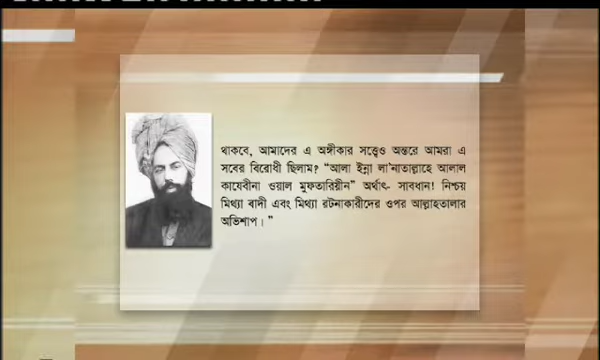 থাকবে, আমাদের এ অঙ্গীকার সত্ত্বেও অন্তরে আমরা এ
সবের বিরোধী ছিলাম? “আলা ইন্না লা'নাতাল্লাহে আলাল
কাযেবীনা ওয়াল মুফতারিয়ীন” অর্থাৎ- সাবধান! নিশ্চয়
মিথ্যা বাদী এবং মিথ্যা রটনাকারীদের ওপর আল্লাহতালার
অভিশাপ। ”